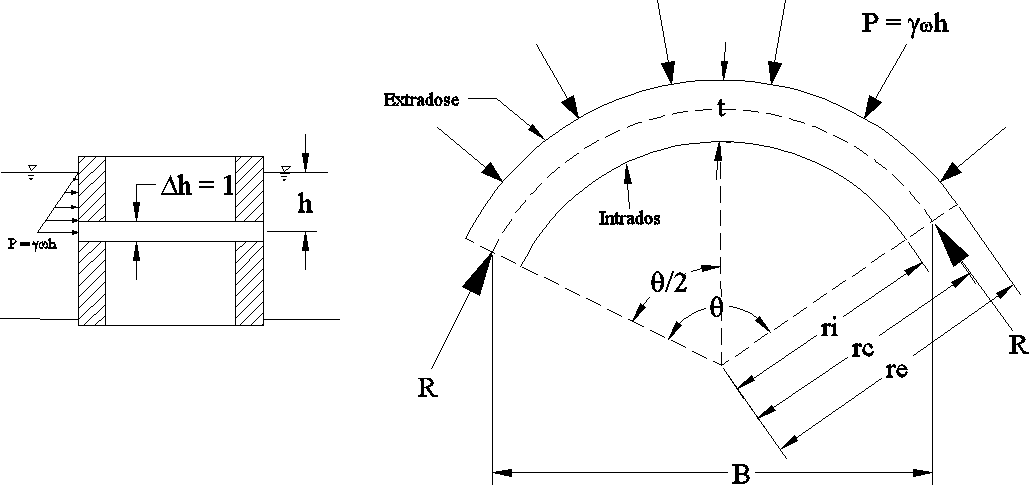 Δh = 1
h
P = γωh
P = γωh
Extradose
t
Intrados
θ/2
θ
ri
rc
re
R
R
B